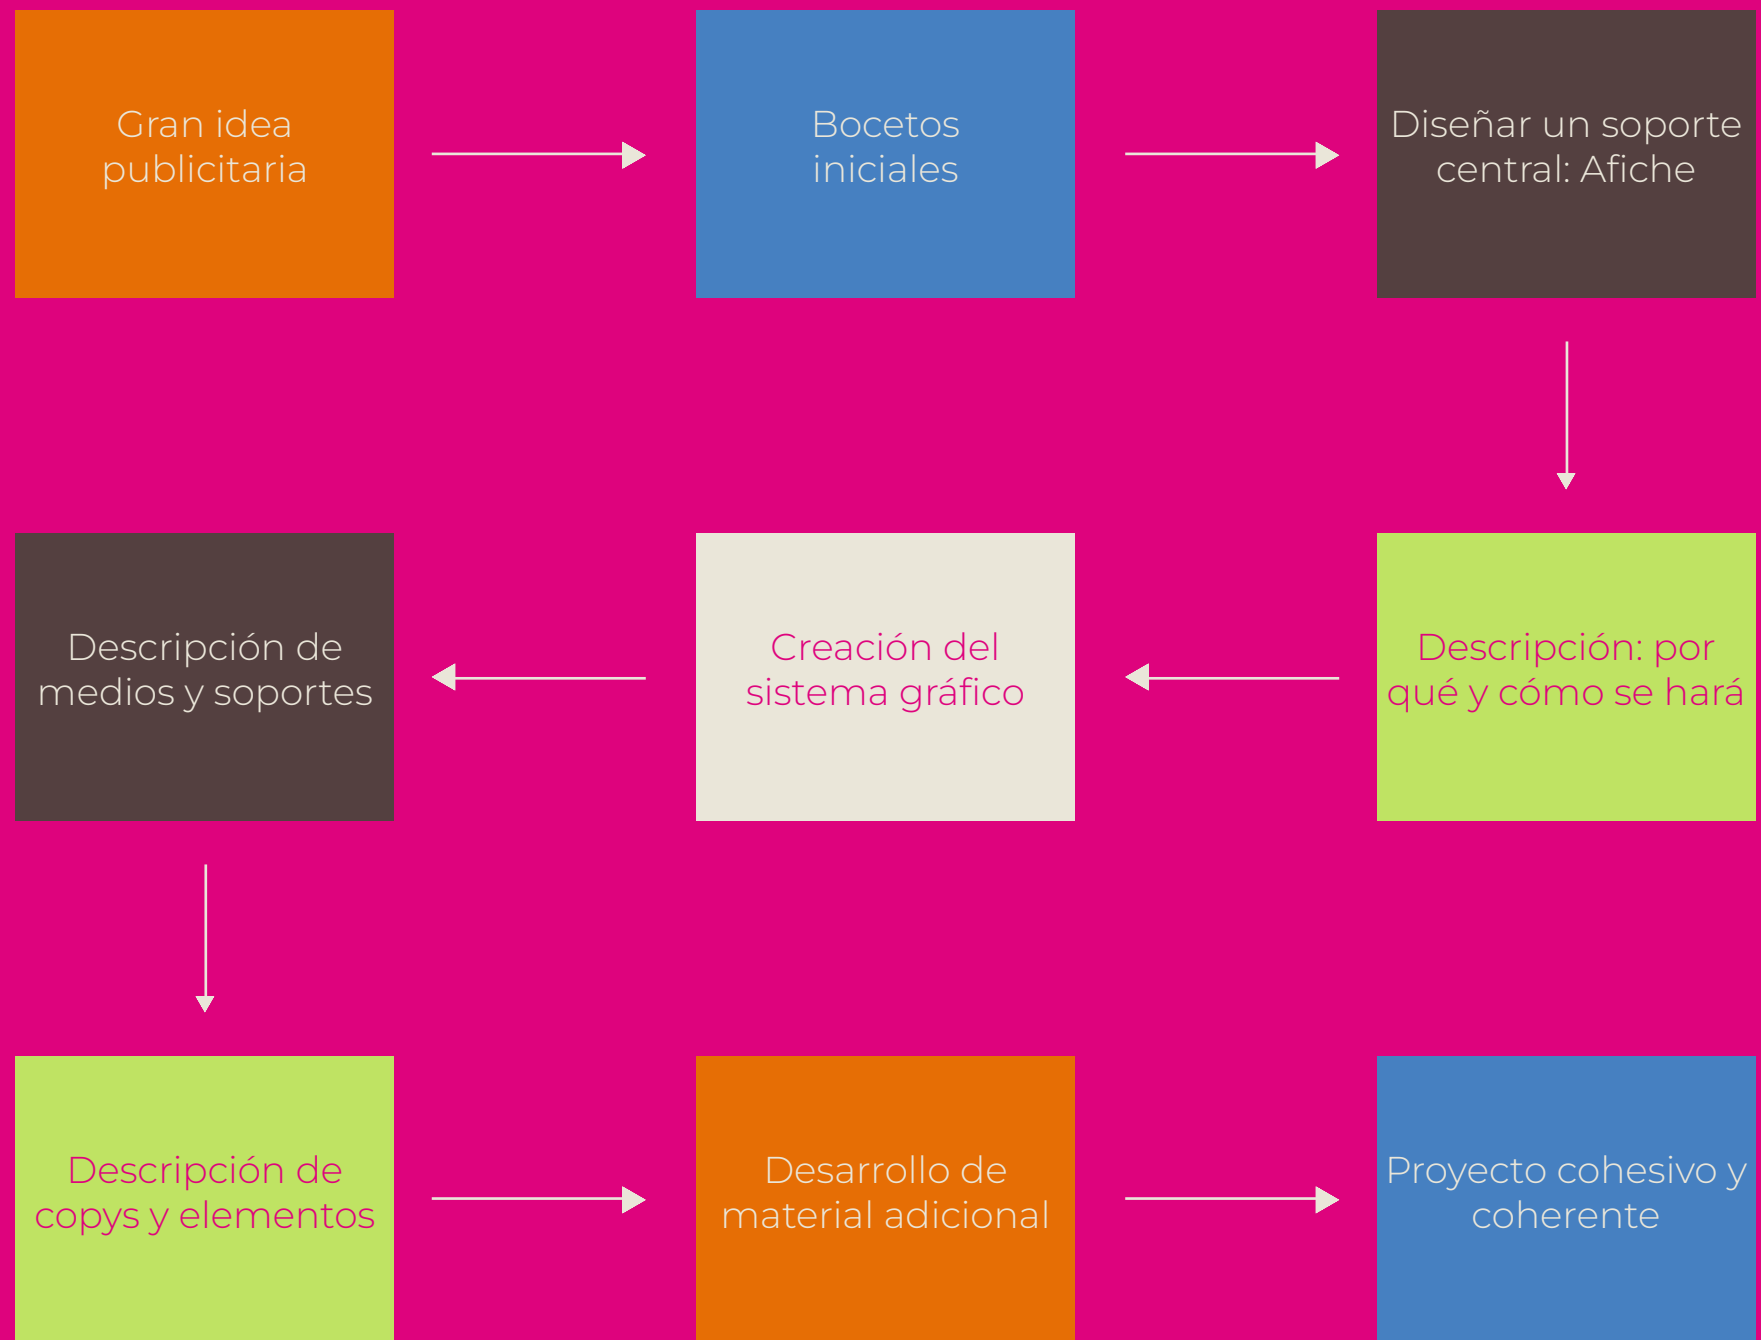 Gran idea
publicitaria
Bocetos
iniciales
Diseñar un soporte
central: Afiche
Descripción: por
qué y cómo se hará
Creación del
sistema gráfico
Descripción de
medios y soportes
Descripción de
copys y elementos
Desarrollo de
material adicional
Proyecto cohesivo y
coherente